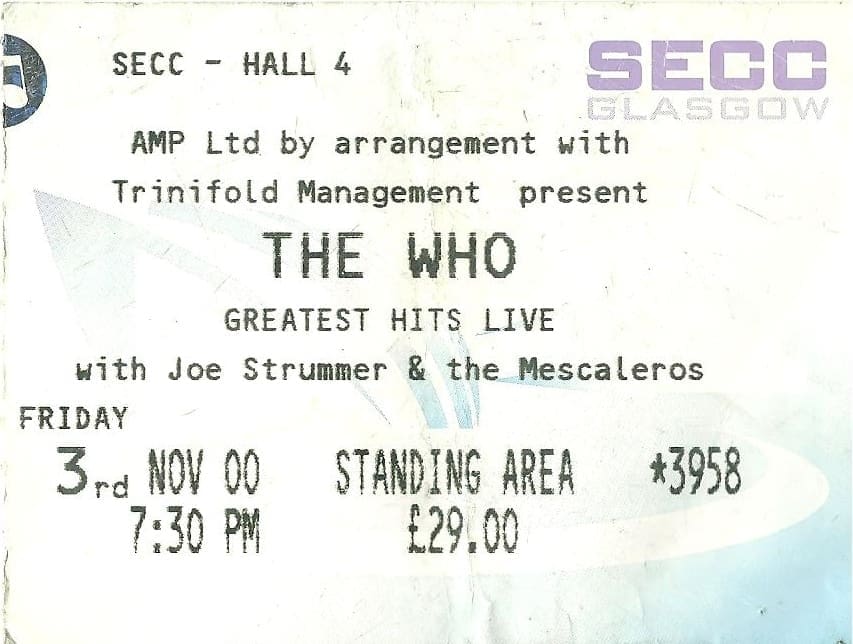 SECC - HALL 4
SECC
GLASGOW
AMP Ltd by arrangement with
Trinifold Management present
THE WHO
GREATEST HITS LIVE
with Joe Strummer & the Mescaleros
FRIDAY
3rd NOV 00 STANDING AREA *3958
7:30 PM £29.00